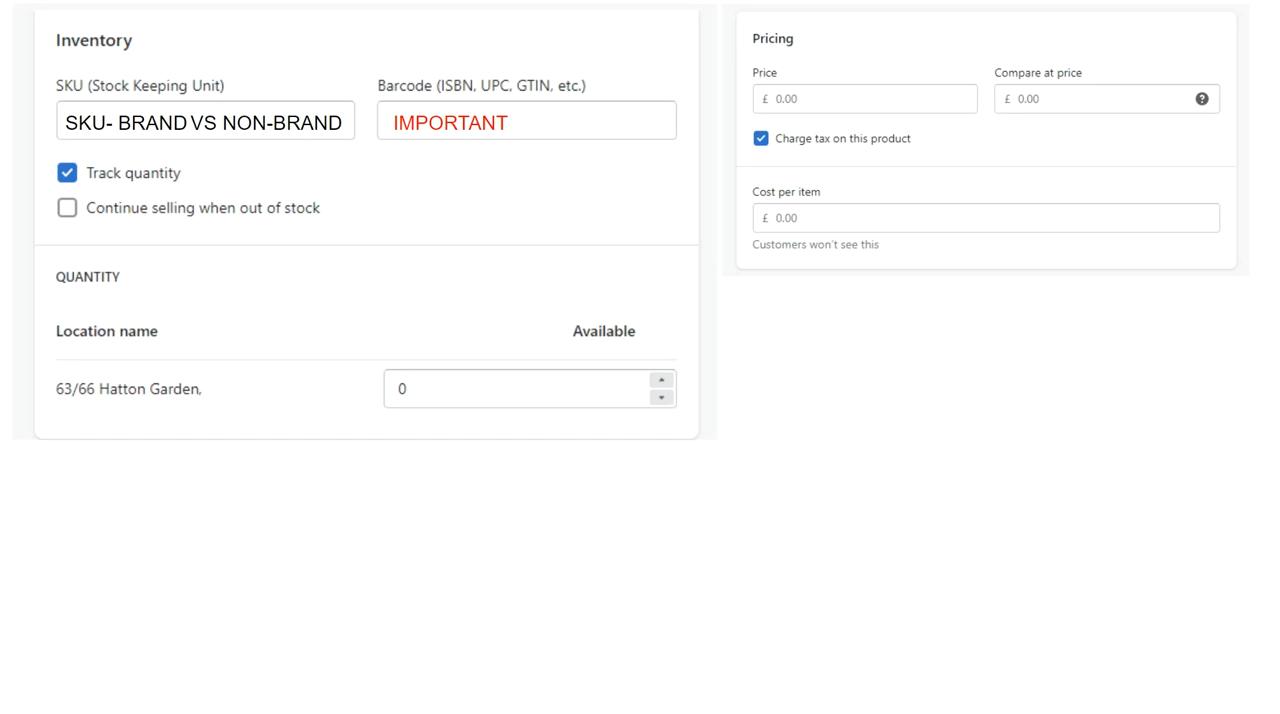 Inventory
SKU (Stock Keeping Unit)
Barcode (ISBN, UPC, GTIN, etc.)
SKU- BRAND VS NON-BRAND
IMPORTANT
Track quantity
Continue selling when out of stock
QUANTITY
Location name
Available
63/66 Hatton Garden,
0
Pricing
Price
Compare at price
£ 0.00
£ 0.00
?
Charge tax on this product
Cost per item
£ 0.00
Customers won't see this